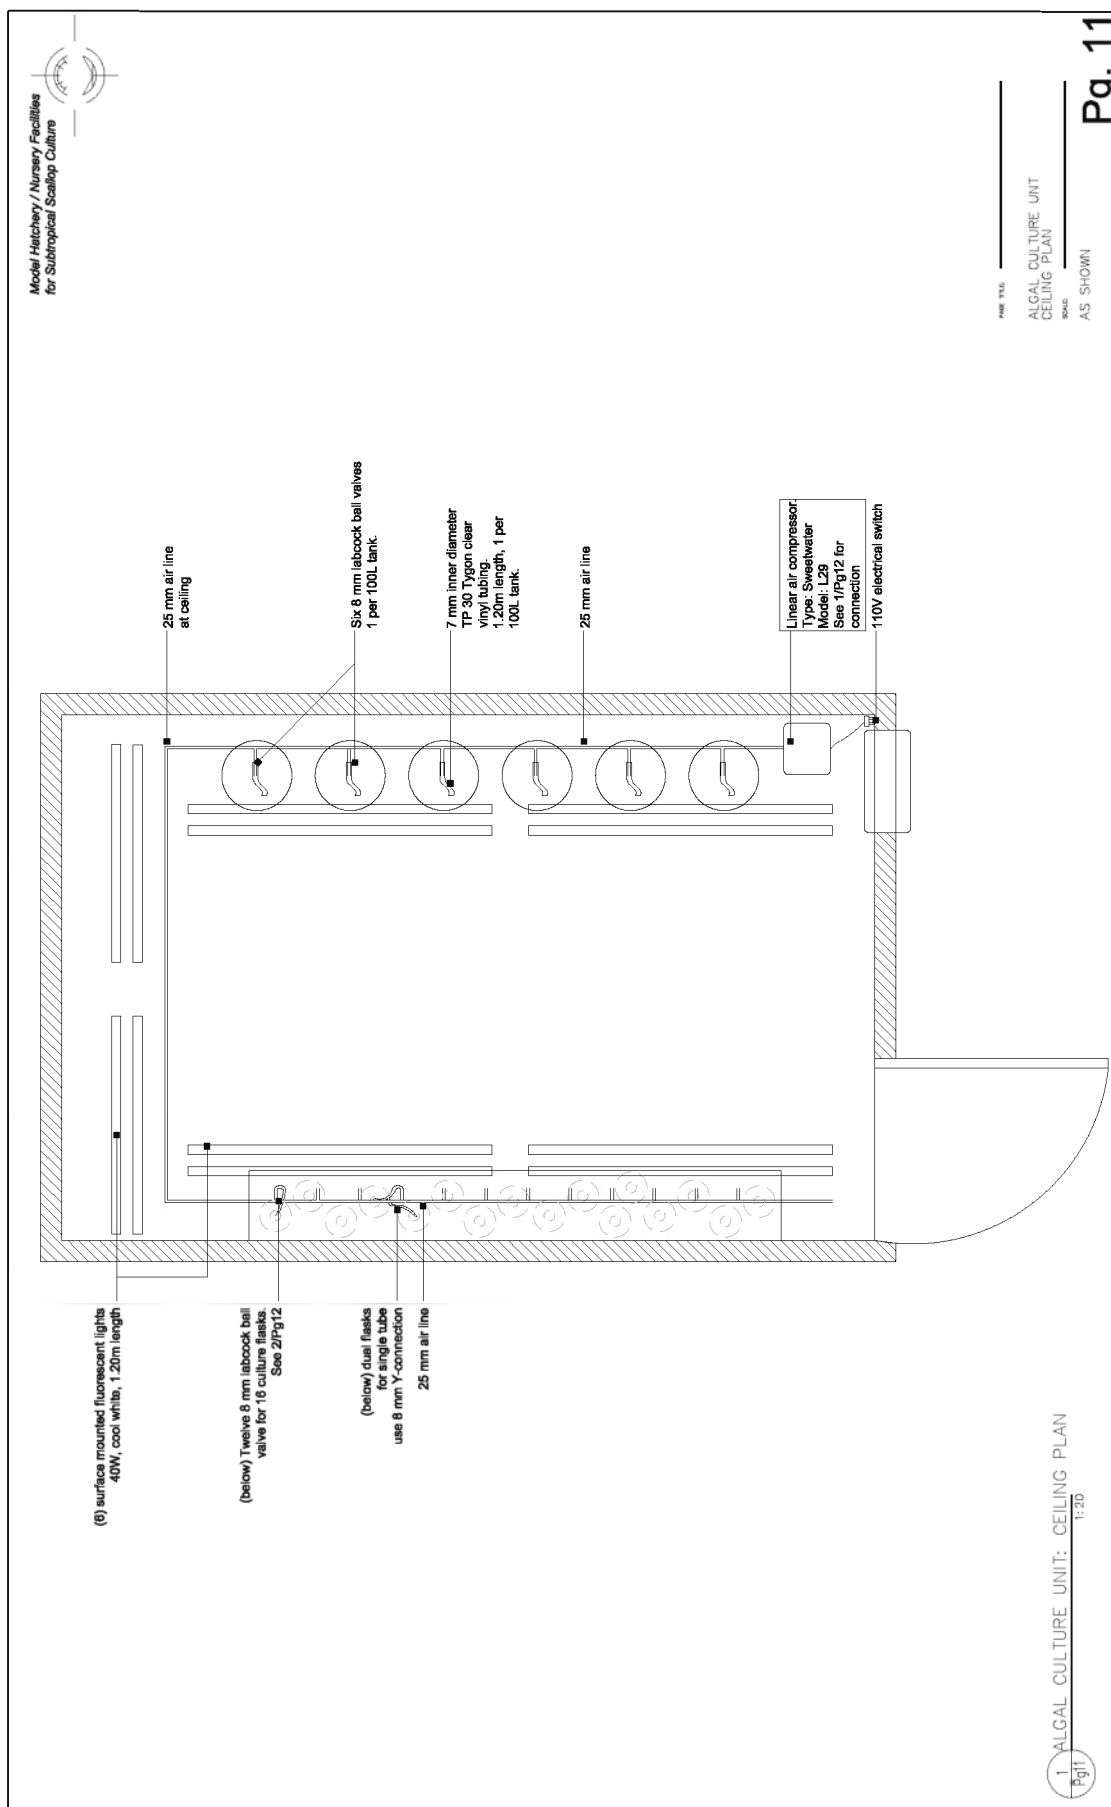 Model Hatchery / Nursery Facilities
for Subtropical Scallop Culture
25 mm air line
at ceiling
Six 8 mm labcock ball valves
1 per 100L tank.
7 mm inner diameter
TP 30 Tygon clear
vinyl tubing.
1.20m length, 1 per
100L tank.
25 mm air line
Linear air compressor.
Type: Sweetwater
Model: L29
See 1/Pg12 for
connection
110V electrical switch
(6) surface mounted fluorescent lights
40W, cool white, 1.20m length
(below) Twelve 8 mm labcock ball
valve for 16 culture flasks.
See 2/Pg12
(below) dual flasks
for single tube
use 8 mm Y-connection
25 mm air line
1
Pg11
ALGAL CULTURE UNIT: CEILING PLAN
1:20
PAGE TITLE:
ALGAL CULTURE UNT
CEILING PLAN
SCALE:
AS SHOWN
Pg. 11